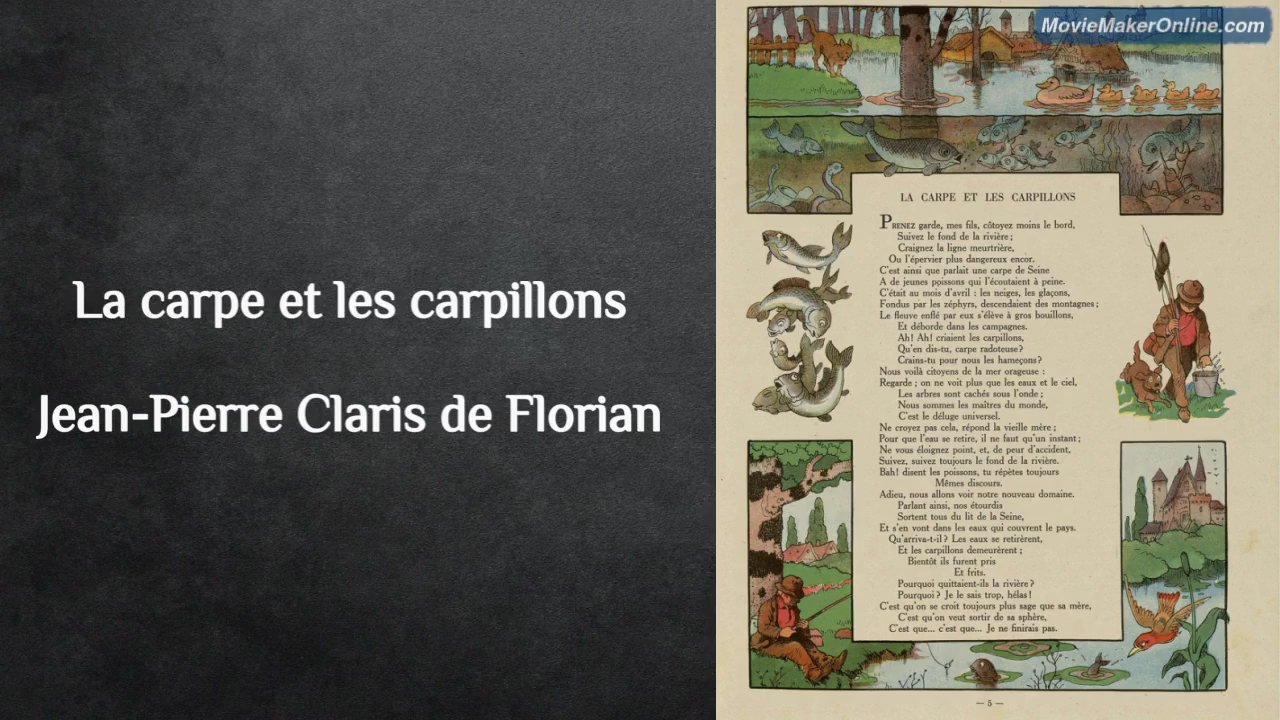 La carpe et les carpillons
Jean-Pierre Claris de Florian
MovieMakerOnline.com
LA CARPE ET LES CARPILLONS
PRENEZ garde, mes fils, côtoyez moins le bord,
Suivez le fond de la rivière ;
Craignez la ligne meurtrière,
Ou l'épervier plus dangereux encor.
C'est ainsi que parlait une carpe de Seine
A de jeunes poissons qui l'écoutaient à peine.
C'était au mois d'avril : les neiges, les glaçons,
Fondus par les zéphyrs, descendaient des montagnes ;
Le fleuve enflé par eux s'élève à gros bouillons,
Et déborde dans les campagnes.
Ah ! Ah ! criaient les carpillons,
Qu'en dis-tu, carpe radoteuse ?
Crains-tu pour nous les hameçons ?
Nous voilà citoyens de la mer orageuse :
Regarde ; on ne voit plus que les eaux et le ciel,
Les arbres sont cachés sous l'onde ;
Nous sommes les maîtres du monde,
C'est le déluge universel.
Ne croyez pas cela, répond la vieille mère ;
Pour que l'eau se retire, il ne faut qu'un instant ;
Ne vous éloignez point, et, de peur d'accident,
Suivez, suivez toujours le fond de la rivière.
Bah ! disent les poissons, tu répètes toujours
Mêmes discours.
Adieu, nous allons voir notre nouveau domaine.
Parlant ainsi, nos étourdis
Sortent tous du lit de la Seine,
Et s'en vont dans les eaux qui couvrent le pays.
Qu'arriva-t-il ? Les eaux se retirèrent,
Et les carpillons demeurèrent ;
Bientôt ils furent pris
Et frits.
Pourquoi quittaient-ils la rivière ?
Pourquoi ? Je le sais trop, hélas !
C'est qu'on se croit toujours plus sage que sa mère,
C'est qu'on veut sortir de sa sphère,
C'est que... c'est que... Je ne finirais pas.
— 5 —